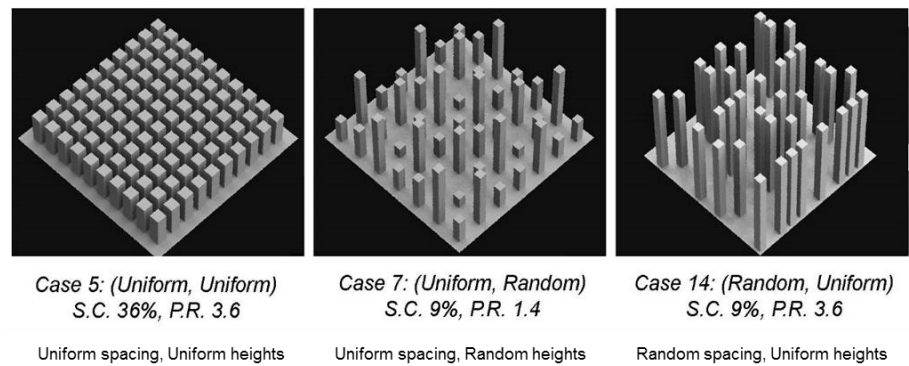 Case 5: (Uniform, Uniform)
S.C. 36%, P.R. 3.6
Uniform spacing, Uniform heights
Case 7: (Uniform, Random)
S.C. 9%, P.R. 1.4
Uniform spacing, Random heights
Case 14: (Random, Uniform)
S.C. 9%, P.R. 3.6
Random spacing, Uniform heights